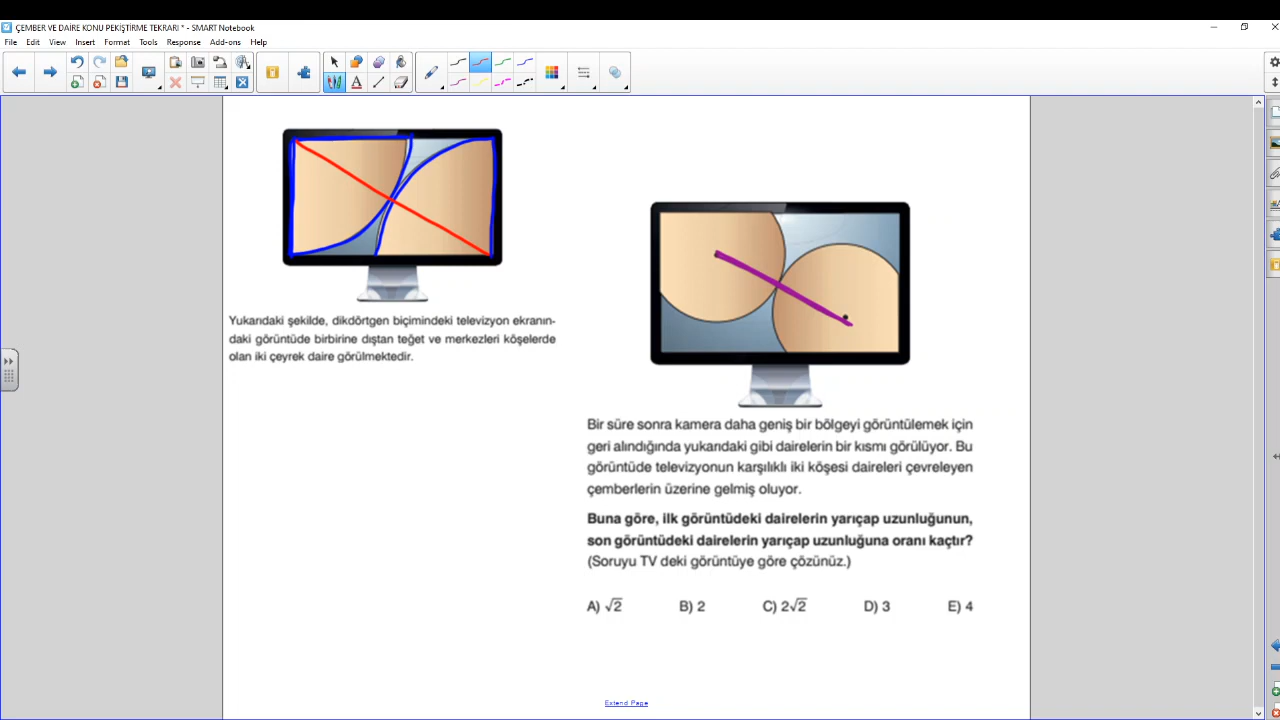 ÇEMBER VE DAİRE KONU PEKİŞTİRME TEKRARI * - SMART Notebook
File Edit View Insert Format Tools Response Add-ons Help
Yukarıdaki şekilde, dikdörtgen biçimindeki televizyon ekranın-
daki görüntüde birbirine dıştan teğet ve merkezleri köşelerde
olan iki çeyrek daire görülmektedir.
Bir süre sonra kamera daha geniş bir bölgeyi görüntülemek için
geri alındığında yukarıdaki gibi dairelerin bir kısmı görülüyor. Bu
görüntüde televizyonun karşılıklı iki köşesi daireleri çevreleyen
çemberlerin üzerine gelmiş oluyor.
Buna göre, ilk görüntüdeki dairelerin yarıçap uzunluğunun,
son görüntüdeki dairelerin yarıçap uzunluğuna oranı kaçtır?
(Soruyu TV deki görüntüye göre çözünüz.)
A) √2 B) 2 C) 2√2 D) 3 E) 4
Extend Page